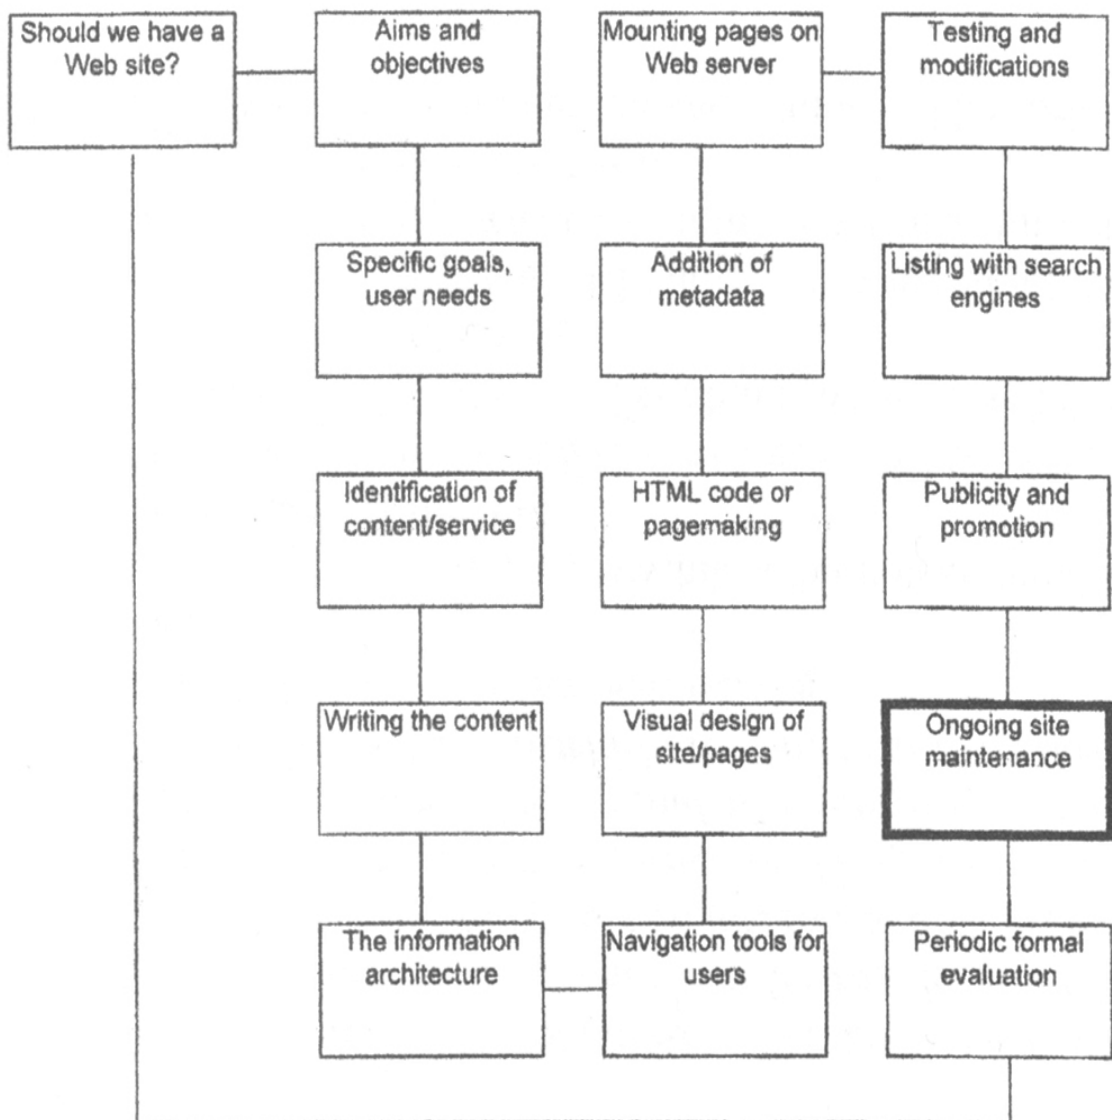 Should we have a
Web site?
Aims and
objectives
Mounting pages on
Web server
Testing and
modifications
Specific goals,
user needs
Addition of
metadata
Listing with search
engines
Identification of
content/service
HTML code or
pagemaking
Publicity and
promotion
Writing the content
Visual design of
site/pages
Ongoing site
maintenance
The information
architecture
Navigation tools for
users
Periodic formal
evaluation